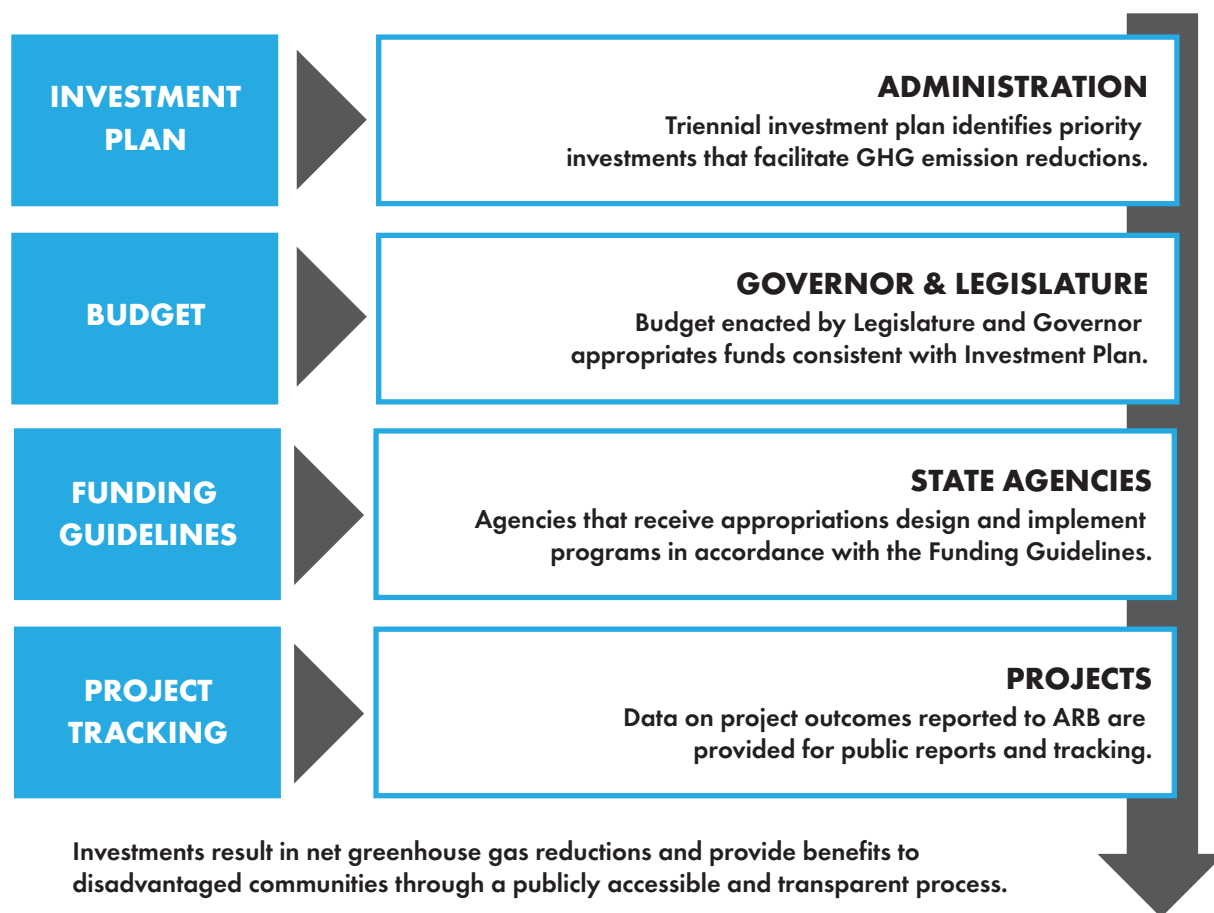 INVESTMENT
PLAN
ADMINISTRATION
Triennial investment plan identifies priority
investments that facilitate GHG emission reductions.
BUDGET
GOVERNOR & LEGISLATURE
Budget enacted by Legislature and Governor
appropriates funds consistent with Investment Plan.
FUNDING
GUIDELINES
STATE AGENCIES
Agencies that receive appropriations design and implement
programs in accordance with the Funding Guidelines.
PROJECT
TRACKING
PROJECTS
Data on project outcomes reported to ARB are
provided for public reports and tracking.
Investments result in net greenhouse gas reductions and provide benefits to
disadvantaged communities through a publicly accessible and transparent process.